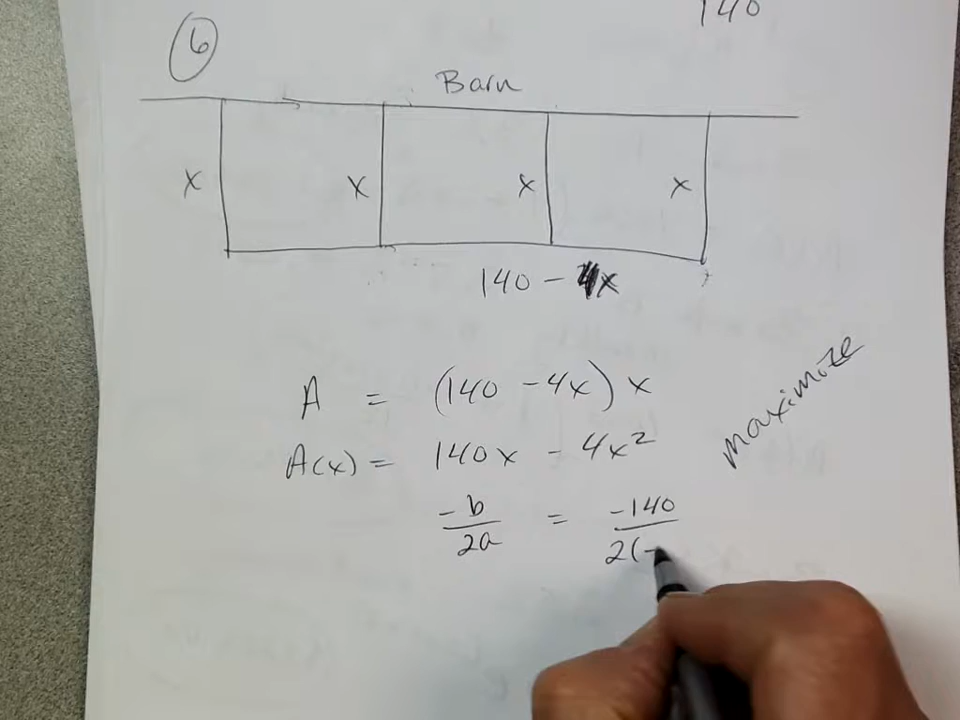 140
6
Barn
x x x x
140 - 4x
A = (140 - 4x) x
A(x) = 140x - 4x²
-b/2a = -140/2(-
maximize